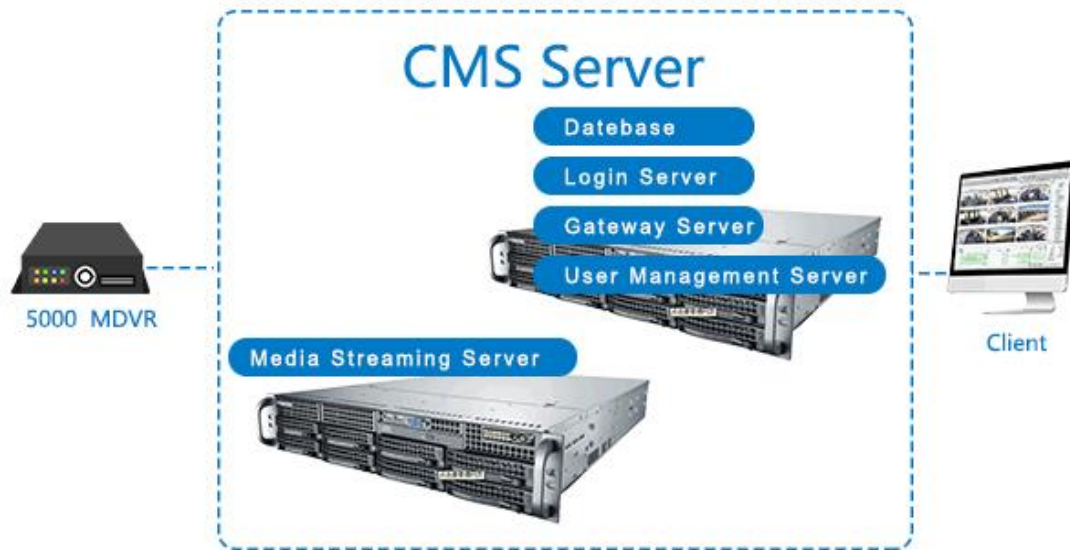 CMS Server
Datebase
Login Server
Gateway Server
User Management Server
5000 MDVR
Client
Media Streaming Server